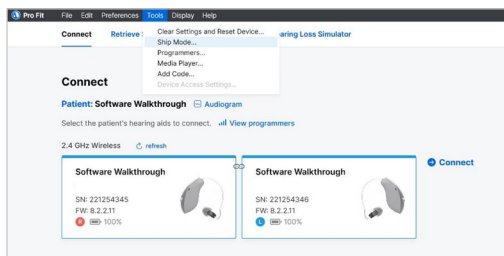 Pro Fit File Edit Preferences Tools Display Help
Connect Retrieve aring Loss Simulator
Clear Settings and Reset Device...
Ship Mode...
Programmers...
Media Player...
Add Code...
Device Access Settings...
Connect
Patient: Software Walkthrough Audiogram
Select the patient's hearing aids to connect. View programmers
2.4 GHz Wireless refresh
Connect
Software Walkthrough Software Walkthrough
SN: 221254345 SN: 221254346
FW: 8.2.2.11 FW: 8.2.2.11
R 100% L 100%